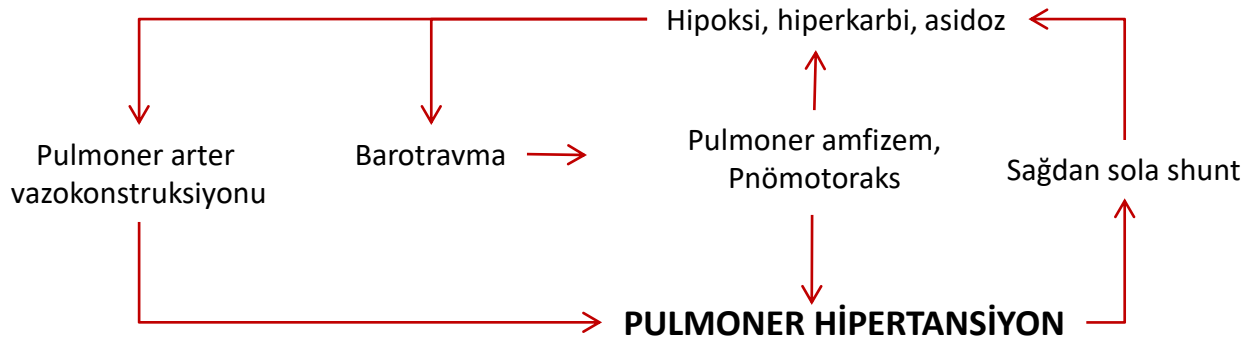 Hipoksi, hiperkarbi, asidoz
Pulmoner arter
vazokonstruksiyonu
Barotravma
Pulmoner amfizem,
Pnömotoraks
Sağdan sola shunt
PULMONER HİPERTANSİYON